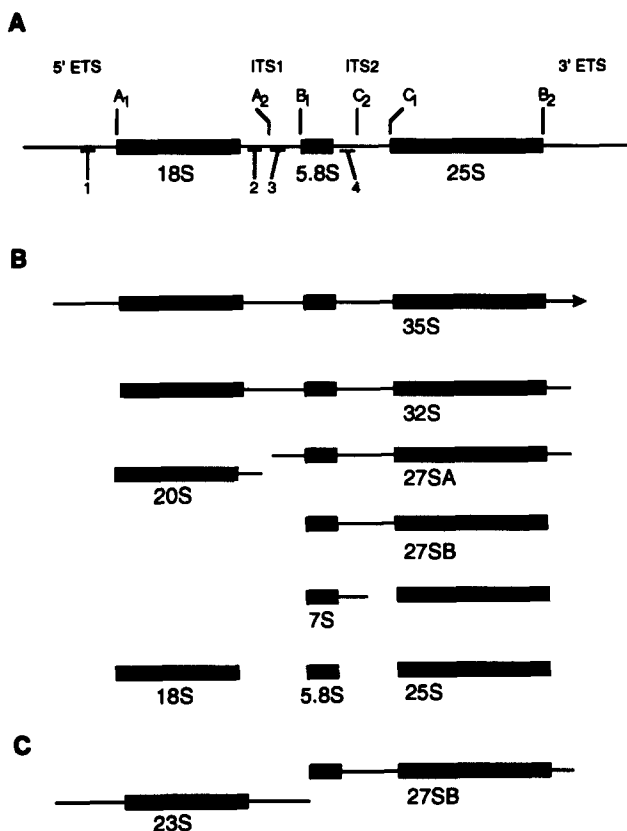 A
5' ETS ITS1 ITS2 3' ETS
A1 A2 B1 C2 C1 B2
18S 5.8S 25S
1 2 3 4
B
35S
32S
27SA
20S
27SB
7S
18S 5.8S 25S
C
27SB
23S